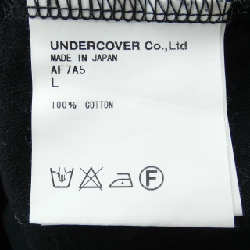 UNDERCOVER Co.,Ltd
MADE IN JAPAN
AF7A5
L
100% COTTON
F